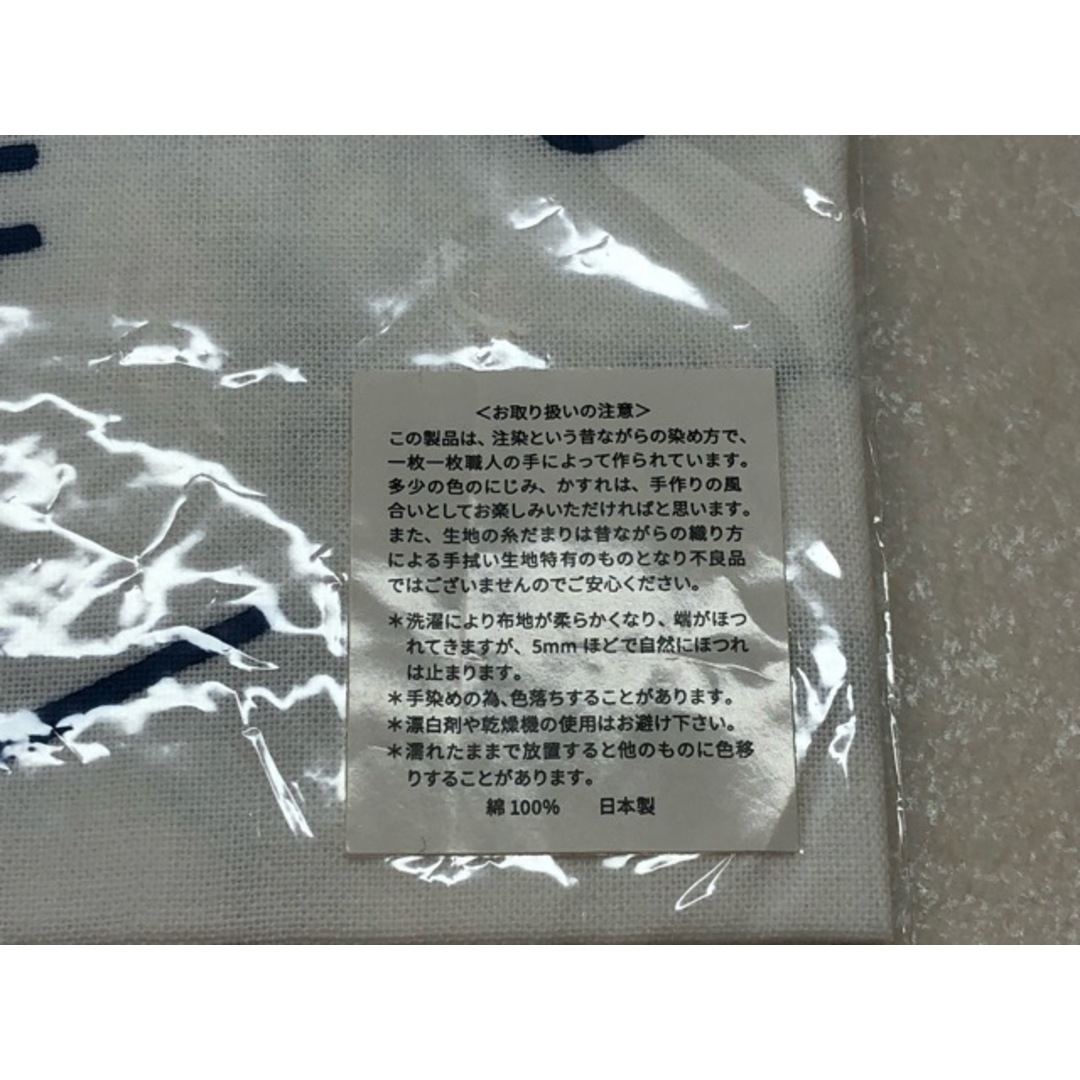 ＜お取り扱いの注意＞
この製品は、注染という昔ながらの染め方で、
一枚一枚職人の手によって作られています。
多少の色のにじみ、かすれは、手作りの風
合いとしてお楽しみいただければと思います。
また、生地の糸だまりは昔ながらの織り方
による手拭い生地特有のものとなり不良品
ではございませんのでご安心ください。
＊洗濯により布地が柔らかくなり、端がほつ
れてきますが、5mm ほどで自然にほつれ
は止まります。
＊手染めの為、色落ちすることがあります。
＊漂白剤や乾燥機の使用はお避け下さい。
＊濡れたままで放置すると他のものに色移
りすることがあります。
綿 100%　　日本製